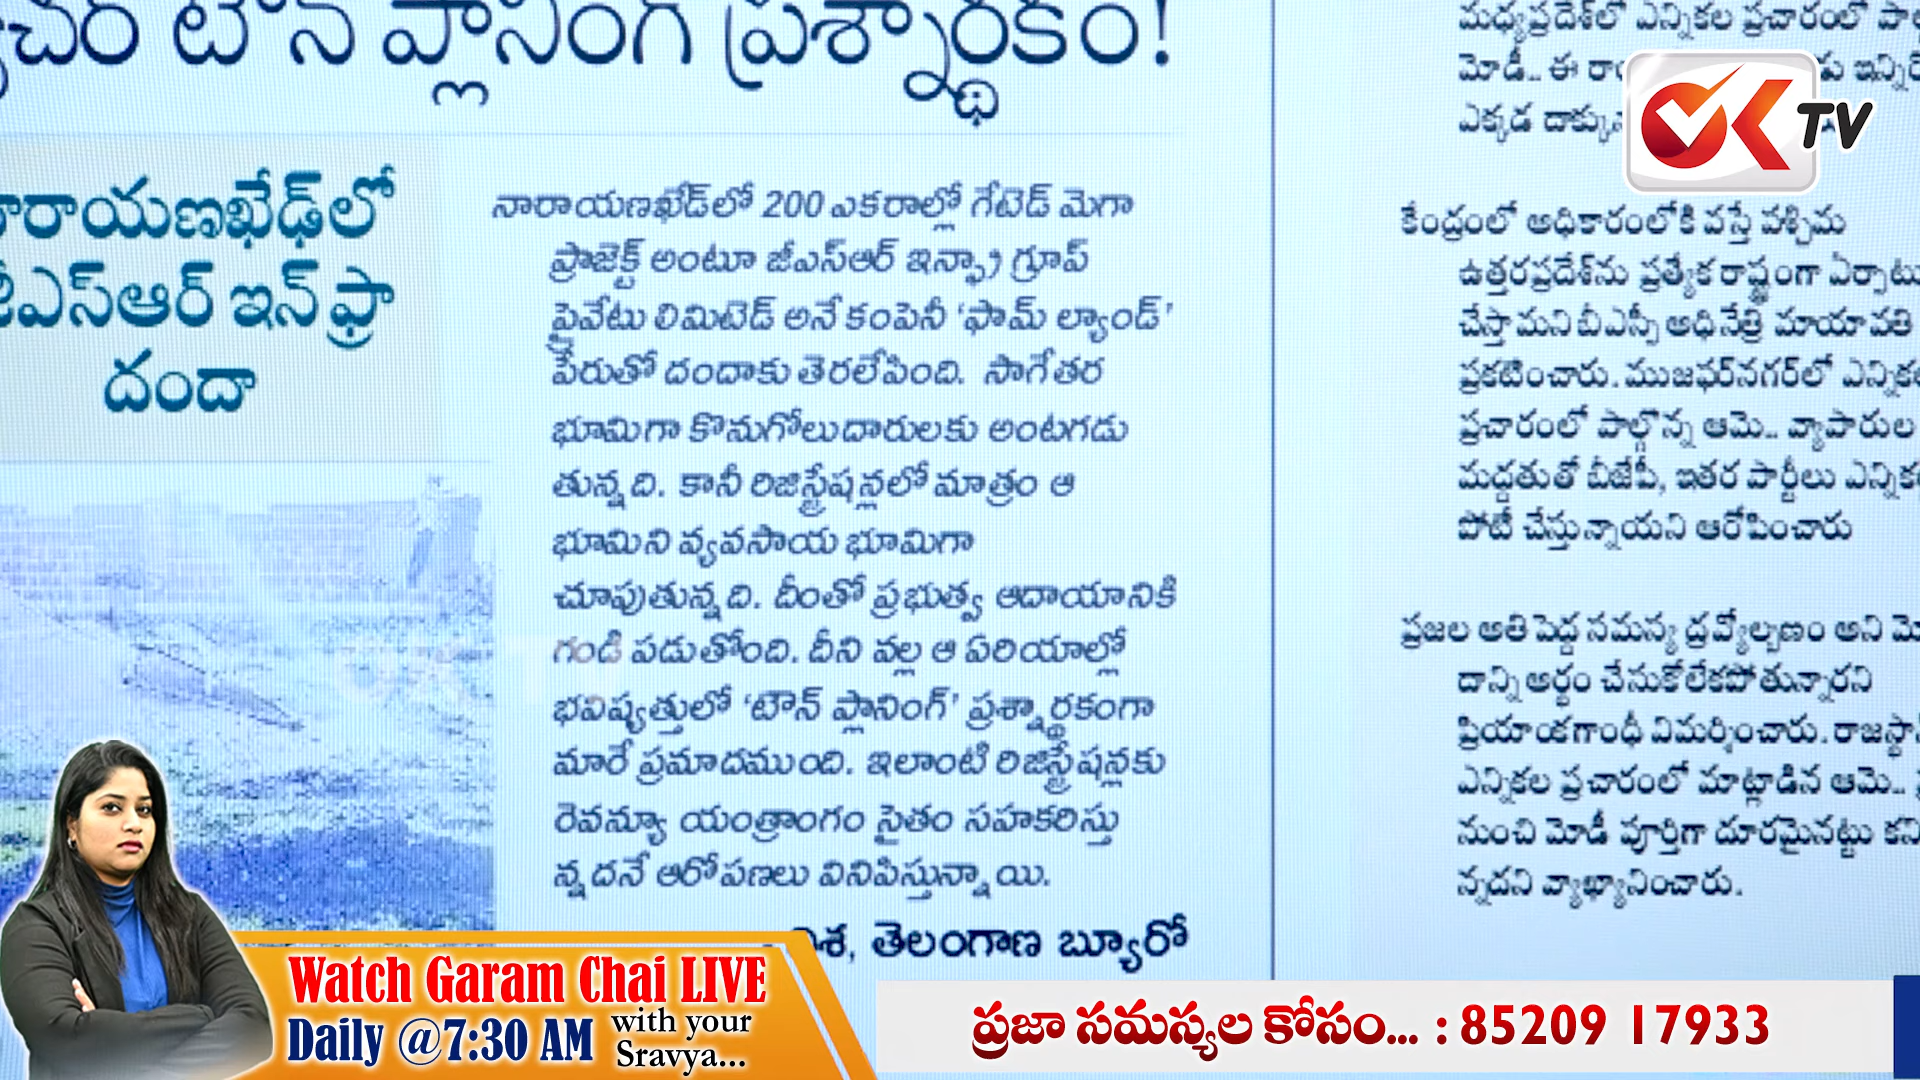 టౌన్ ప్లానింగ్ ప్రశ్నార్థకం!
జీఎస్ఆర్ ఇన్‌ఫ్రా
దందా
నారాయణఖేడ్‌లో 200 ఎకరాల్లో గేటెడ్ మెగా
ప్రాజెక్ట్ అంటూ జీఎస్ఆర్ ఇన్ఫ్రా గ్రూప్
ప్రైవేటు లిమిటెడ్ అనే కంపెనీ ‘ఫామ్ ల్యాండ్’
పేరుతో దందాకు తెరలేపింది. సాగేతర
భూమిగా కొనుగోలుదారులకు అంటగడు
తున్నది. కానీ రిజిస్ట్రేషన్లలో మాత్రం ఆ
భూమిని వ్యవసాయ భూమిగా
చూపుతున్నది. దీంతో ప్రభుత్వ ఆదాయానికి
గండి పడుతోంది. దీని వల్ల ఆ ఏరియాల్లో
భవిష్యత్తులో ‘టౌన్ ప్లానింగ్’ ప్రశ్నార్థకంగా
మారే ప్రమాదముంది. ఇలాంటి రిజిస్ట్రేషన్లకు
రెవన్యూ యంత్రాంగం సైతం సహకరిస్తు
న్నదనే ఆరోపణలు వినిపిస్తున్నాయి.
తెలంగాణ బ్యూరో
మధ్యప్రదేశ్‌లో ఎన్నికల ప్రచారంలో
మోడీ.. ఈ
ఎక్కడ
కేంద్రంలో అధికారంలోకి వస్తే పశ్చిమ
ఉత్తరప్రదేశ్‌ను ప్రత్యేక రాష్ట్రంగా
చేస్తామని బీఎస్పీ అధినేత్రి మాయావతి
ప్రకటించారు. ముజఫర్‌నగర్‌లో
ప్రచారంలో పాల్గొన్న ఆమె.. వ్యాపారుల
మద్దతుతో బీజేపీ, ఇతర పార్టీలు
పోటీ చేస్తున్నాయని ఆరోపించారు
ప్రజల అతి పెద్ద సమస్య ద్రవ్యోల్బణం అని
దాన్ని అర్థం చేసుకోలేకపోతున్నారని
ప్రియాంకగాంధీ విమర్శించారు.
ఎన్నికల ప్రచారంలో మాట్లాడిన ఆమె..
నుంచి మోడీ పూర్తిగా దూరమైనట్టు
న్నదని వ్యాఖ్యానించారు.
OK TV
Watch Garam Chai LIVE
Daily @7:30 AM with your
Sravya...
ప్రజా సమస్యల కోసం... : 85209 17933